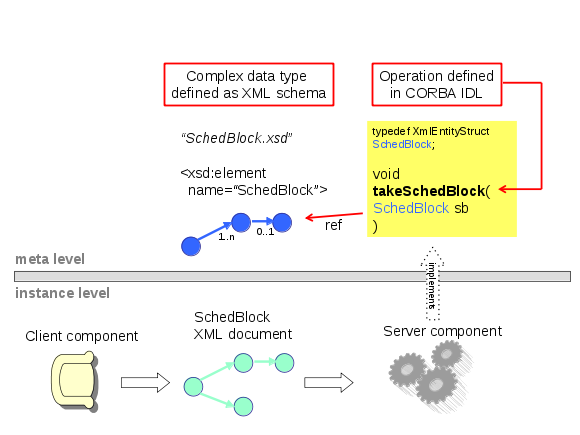 Complex data type
defined as XML schema
Operation defined
in CORBA IDL
“SchedBlock.xsd”
<xsd:element
name=“SchedBlock”>
1..n
0..1
typedef XmlEntityStruct
SchedBlock;
void
takeSchedBlock(
SchedBlock sb
)
ref
meta level
instance level
implements
Client component
SchedBlock
XML document
Server component